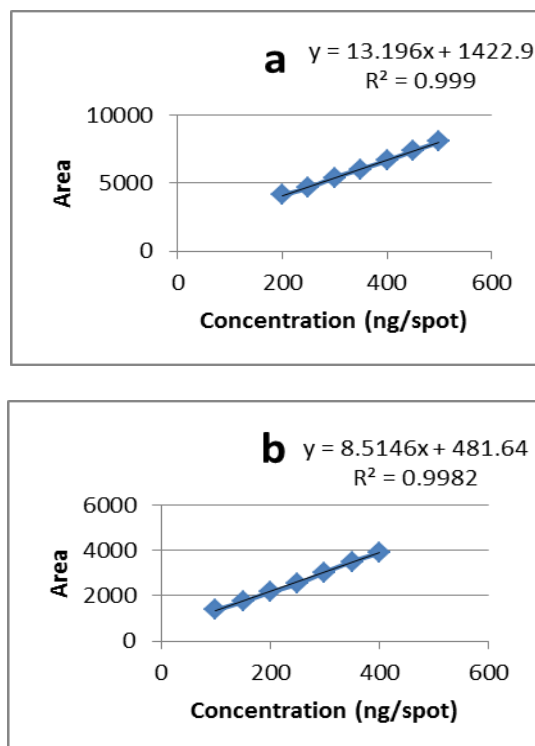 a y = 13.196x + 1422.9
R² = 0.999
10000
5000
0
Area
0 200 400 600
Concentration (ng/spot)
b y = 8.5146x + 481.64
R² = 0.9982
6000
4000
2000
0
Area
0 200 400 600
Concentration (ng/spot)